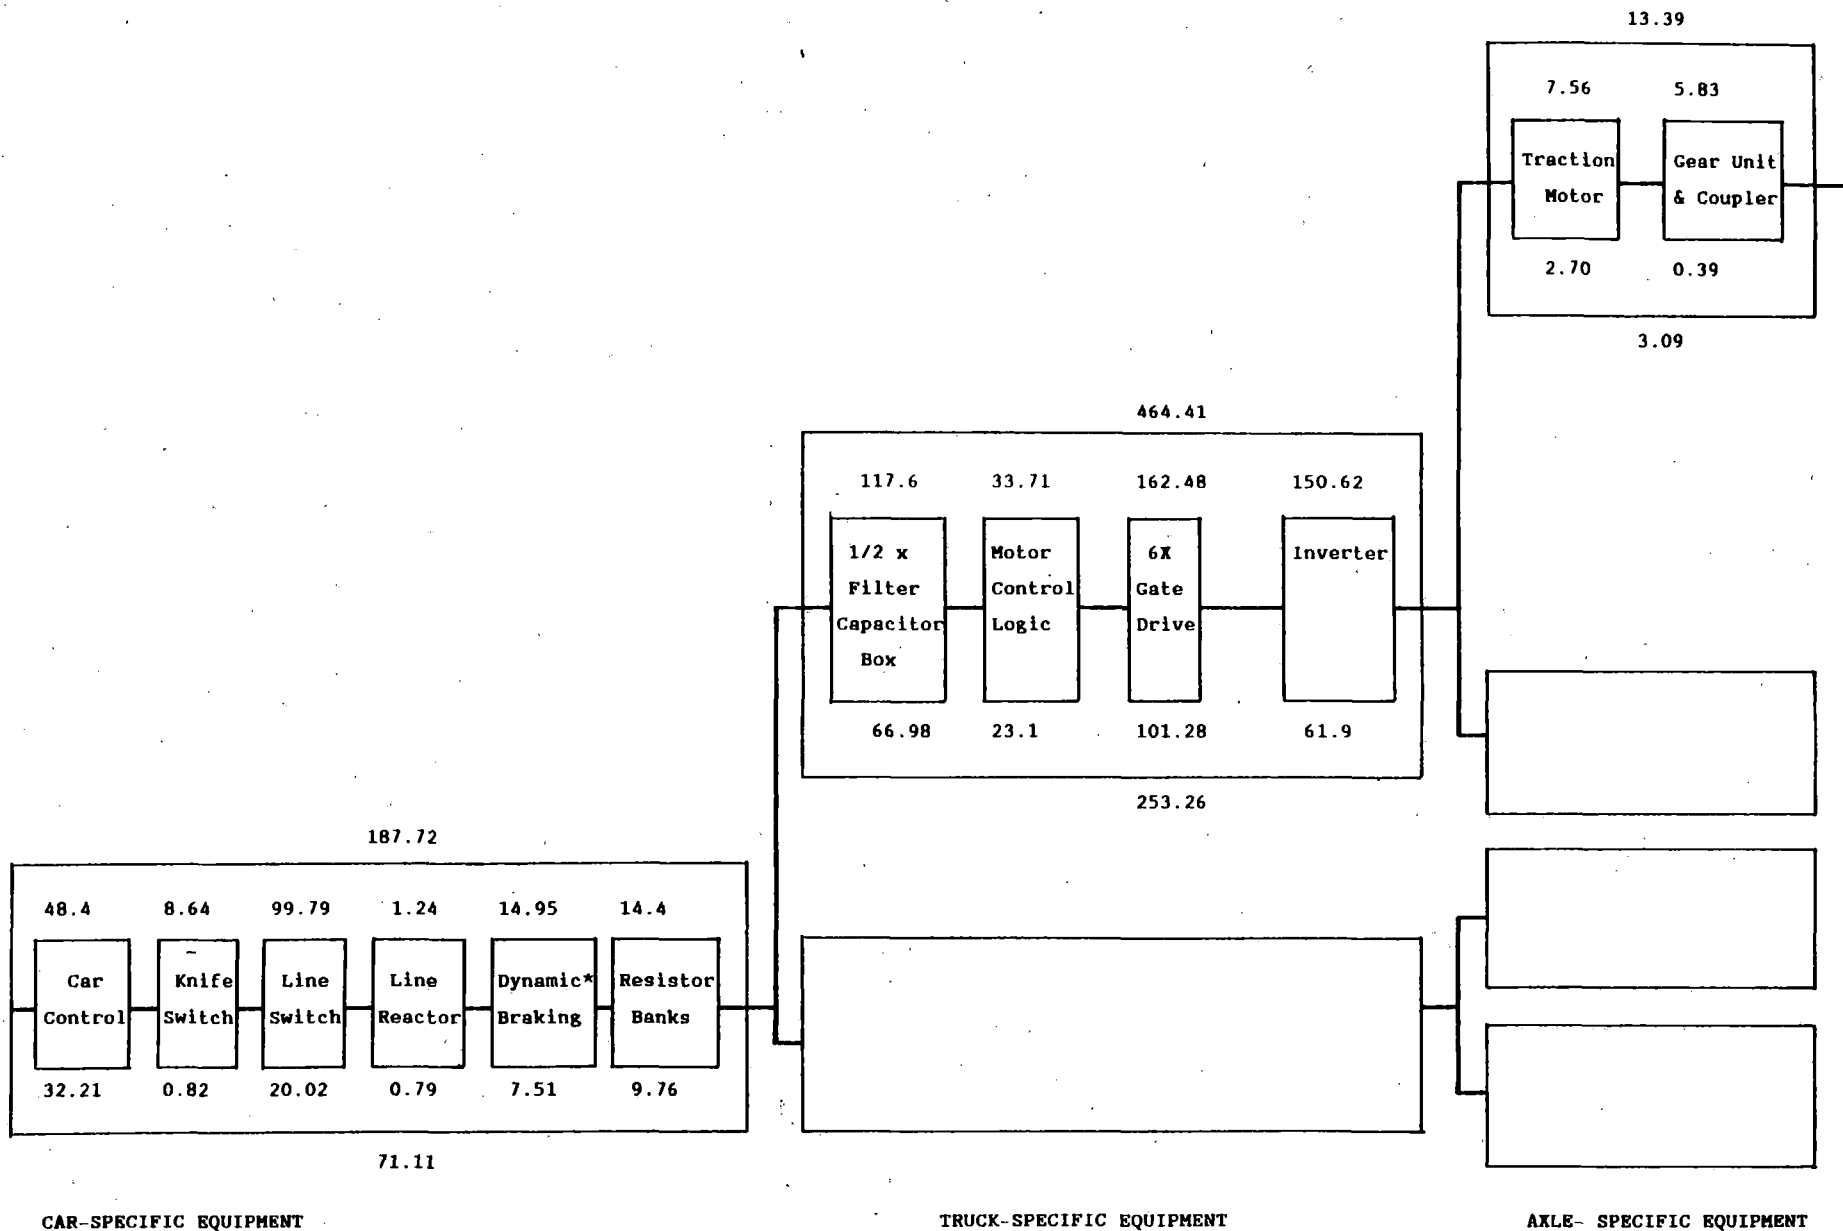 13.39
7.56 5.83
Traction
Motor
Gear Unit
& Coupler
2.70 0.39
3.09
464.41
117.6 33.71 162.48 150.62
1/2 x
Filter
Capacitor
Box
Motor
Control
Logic
6X
Gate
Drive
Inverter
66.98 23.1 101.28 61.9
253.26
187.72
48.4 8.64 99.79 1.24 14.95 14.4
Car
Control
Knife
Switch
Line
Switch
Line
Reactor
Dynamic*
Braking
Resistor
Banks
32.21 0.82 20.02 0.79 7.51 9.76
71.11
CAR-SPECIFIC EQUIPMENT
TRUCK-SPECIFIC EQUIPMENT
AXLE- SPECIFIC EQUIPMENT